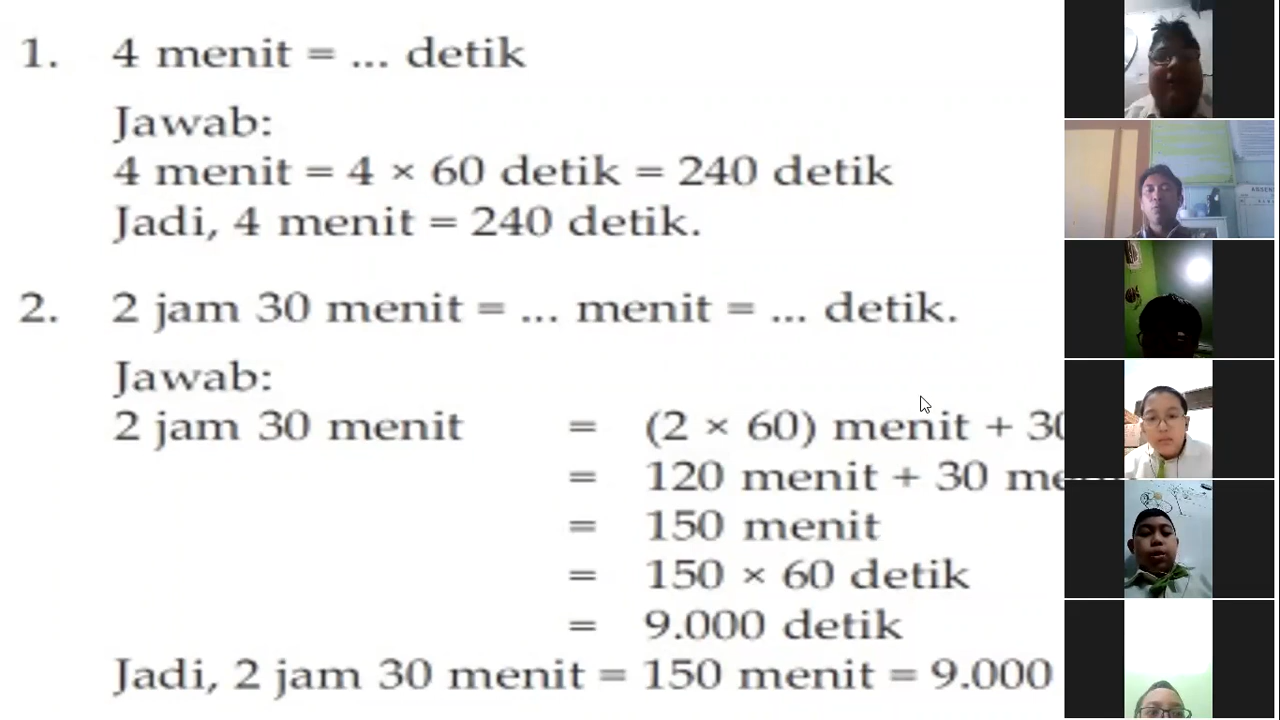 1. 4 menit = ... detik
Jawab:
4 menit = 4 × 60 detik = 240 detik
Jadi, 4 menit = 240 detik.
2. 2 jam 30 menit = ... menit = ... detik.
Jawab:
2 jam 30 menit = (2 × 60) menit + 30
= 120 menit + 30 me
= 150 menit
= 150 × 60 detik
= 9.000 detik
Jadi, 2 jam 30 menit = 150 menit = 9.000